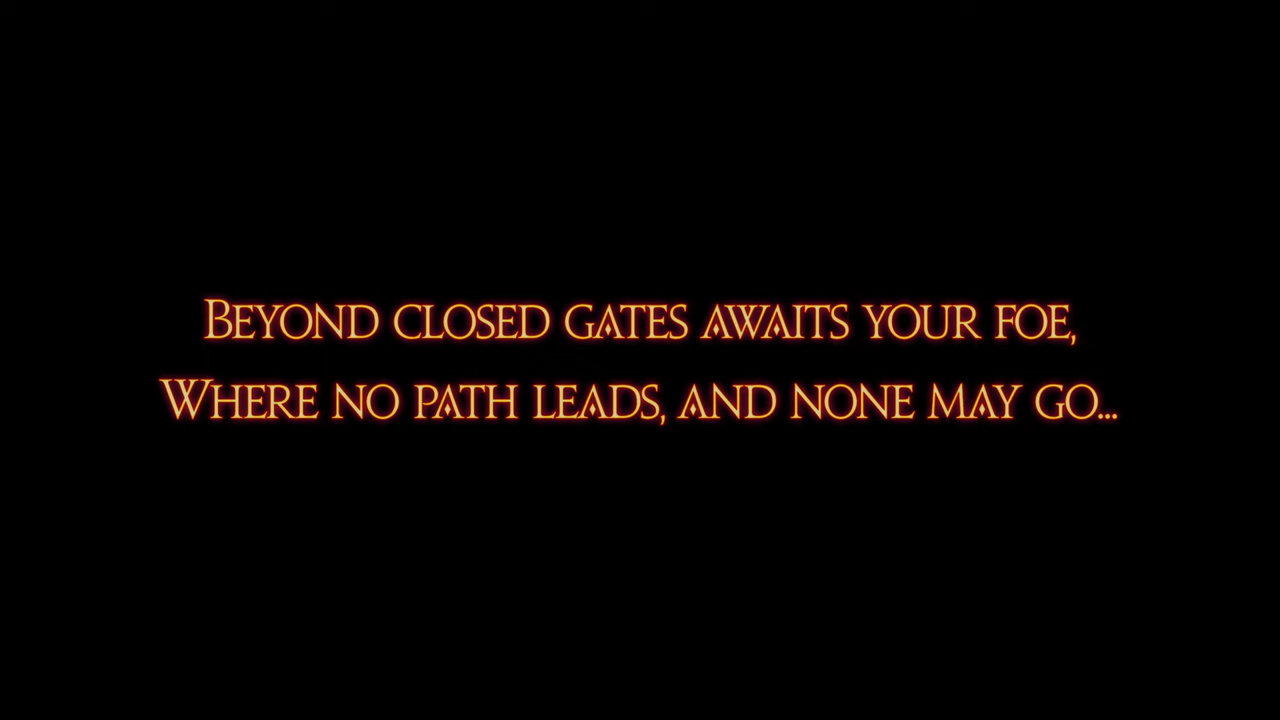 Beyond closed gates awaits your foe,
Where no path leads, and none may go...